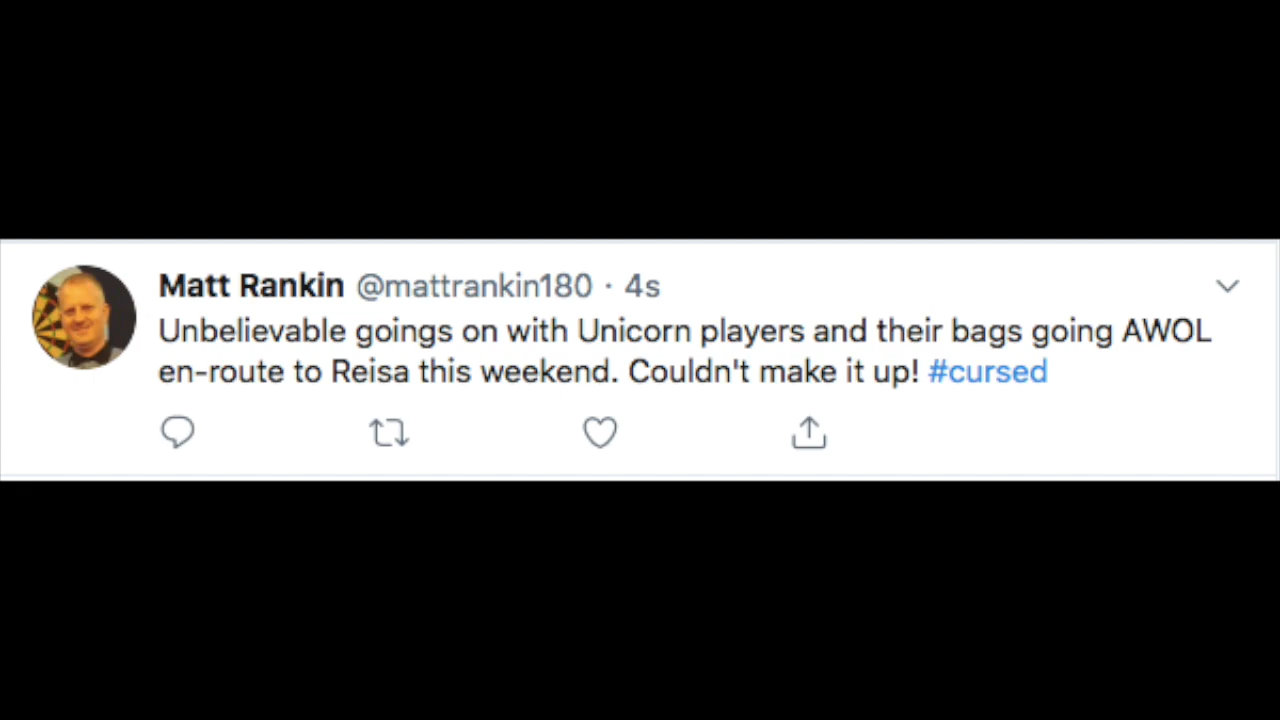 Matt Rankin @mattrankin180 · 4s
Unbelievable goings on with Unicorn players and their bags going AWOL
en-route to Reisa this weekend. Couldn't make it up! #cursed